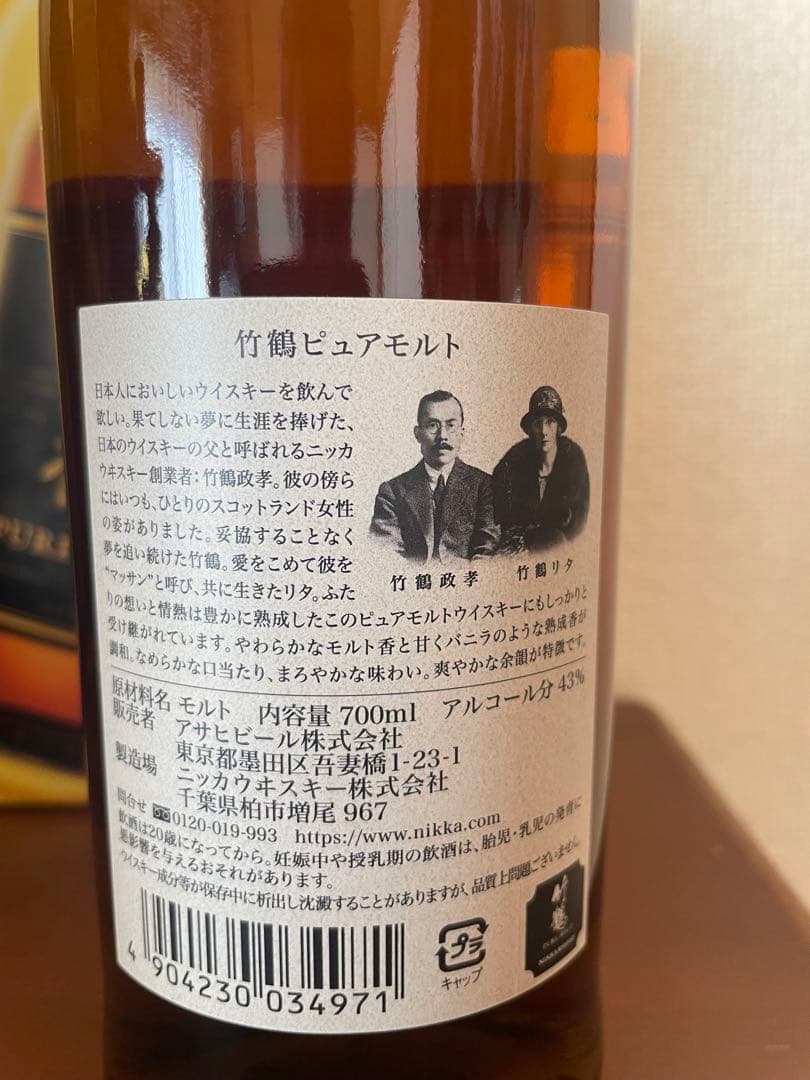 竹鶴ピュアモルト
日本人においしいウイスキーを飲んで
欲しい。果てしない夢に生涯を捧げた、
日本のウイスキーの父と呼ばれるニッカ
ウヰスキー創業者：竹鶴政孝。彼の傍ら
にはいつも、ひとりのスコットランド女性
の姿がありました。妥協することなく
夢を追い続けた竹鶴。愛をこめて彼を
“マッサン”と呼び、共に生きたリタ。ふた
りの想いと情熱は豊かに熟成したこのピュアモルトウイスキーにもしっかりと
受け継がれています。やわらかなモルト香と甘くバニラのような熟成香が
調和。なめらかな口当たり、まろやかな味わい。爽やかな余韻が特徴です。
竹鶴政孝
竹鶴リタ
原材料名 モルト 内容量 700ml アルコール分 43%
販売者 アサヒビール株式会社
東京都墨田区吾妻橋1-23-1
製造場 ニッカウヰスキー株式会社
千葉県柏市増尾 967
問合せ 0120-019-993 https://www.nikka.com
飲酒は20歳になってから。妊娠中や授乳期の飲酒は、胎児・乳児の発育に
悪影響を与えるおそれがあります。
ウイスキー成分等が保存中に析出し沈澱することがありますが、品質上問題ございません。
4 904230 034971
プラ
キャップ
竹鶴
PURE